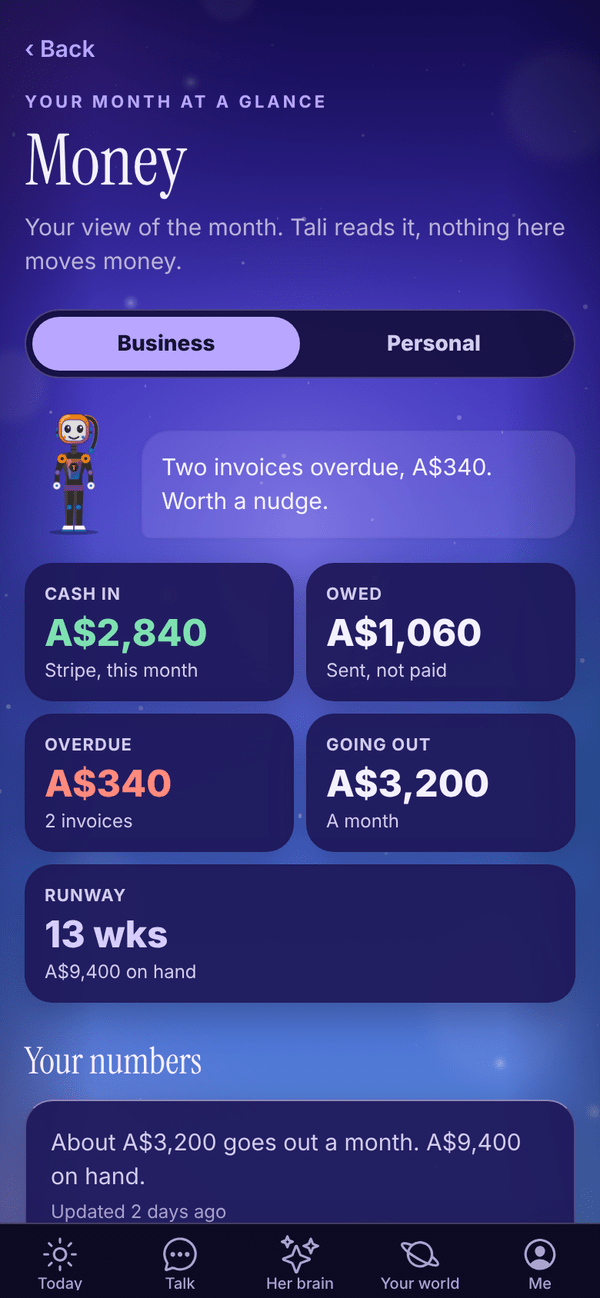 ‹ Back
YOUR MONTH AT A GLANCE
Money
Your view of the month. Tali reads it, nothing here
moves money.
Business
Personal
Two invoices overdue, A$340.
Worth a nudge.
CASH IN
A$2,840
Stripe, this month
OWED
A$1,060
Sent, not paid
OVERDUE
A$340
2 invoices
GOING OUT
A$3,200
A month
RUNWAY
13 wks
A$9,400 on hand
Your numbers
About A$3,200 goes out a month. A$9,400
on hand.
Updated 2 days ago
Today
Talk
Her brain
Your world
Me